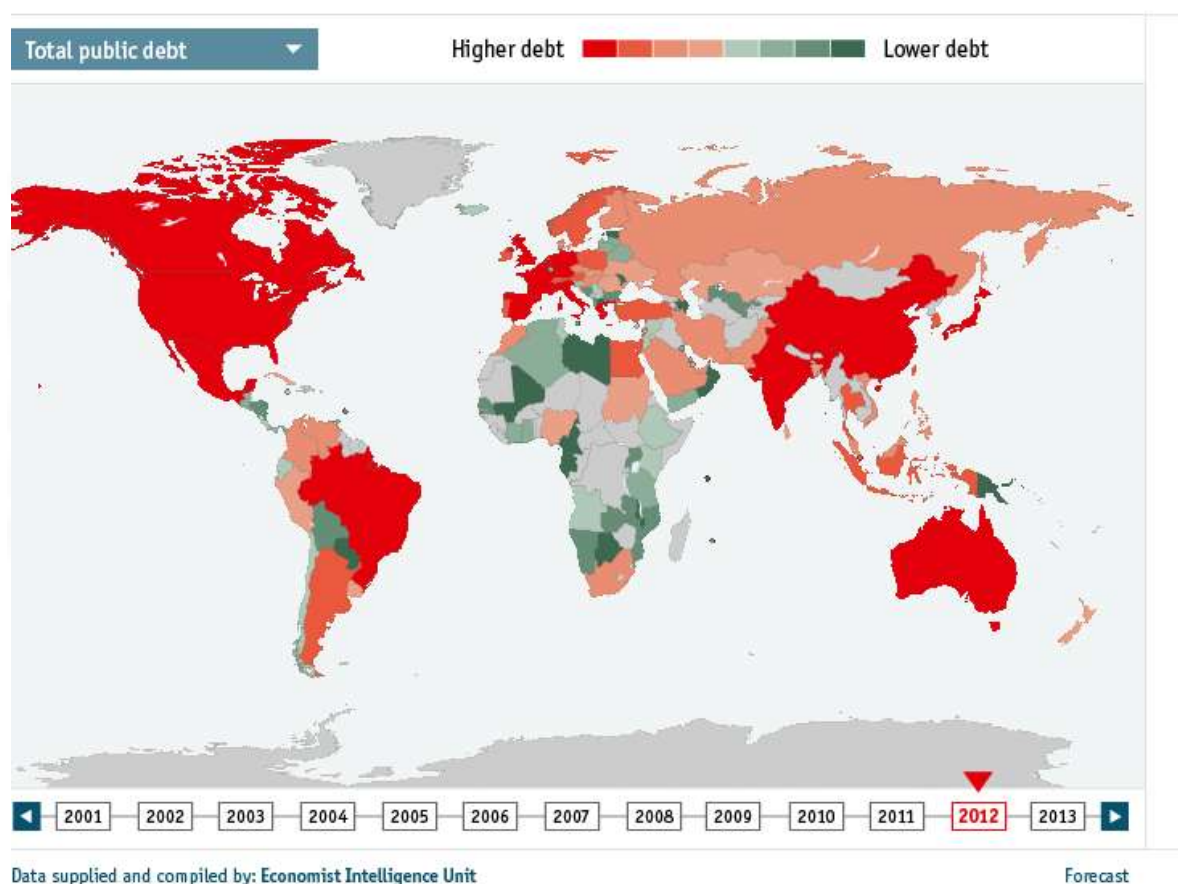 Total public debt
Higher debt
Lower debt
2001
2002
2003
2004
2005
2006
2007
2008
2009
2010
2011
2012
2013
Data supplied and compiled by: Economist Intelligence Unit
Forecast